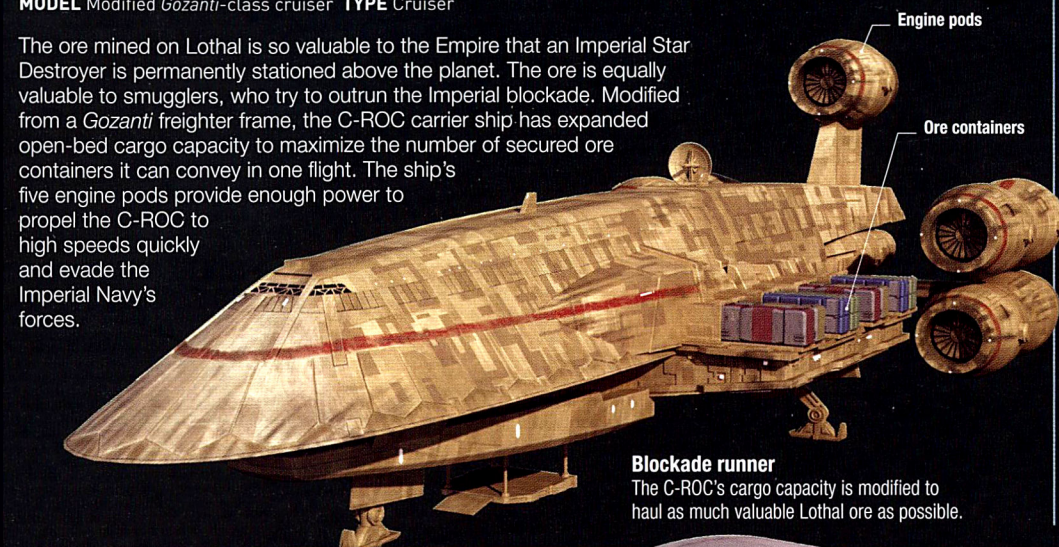 MODEL Modified Gozanti-class cruiser TYPE Cruiser
The ore mined on Lothal is so valuable to the Empire that an Imperial Star
Destroyer is permanently stationed above the planet. The ore is equally
valuable to smugglers, who try to outrun the Imperial blockade. Modified
from a Gozanti freighter frame, the C-ROC carrier ship has expanded
open-bed cargo capacity to maximize the number of secured ore
containers it can convey in one flight. The ship's
five engine pods provide enough power to
propel the C-ROC to
high speeds quickly
and evade the
Imperial Navy's
forces.
Engine pods
Ore containers
Blockade runner
The C-ROC's cargo capacity is modified to
haul as much valuable Lothal ore as possible.